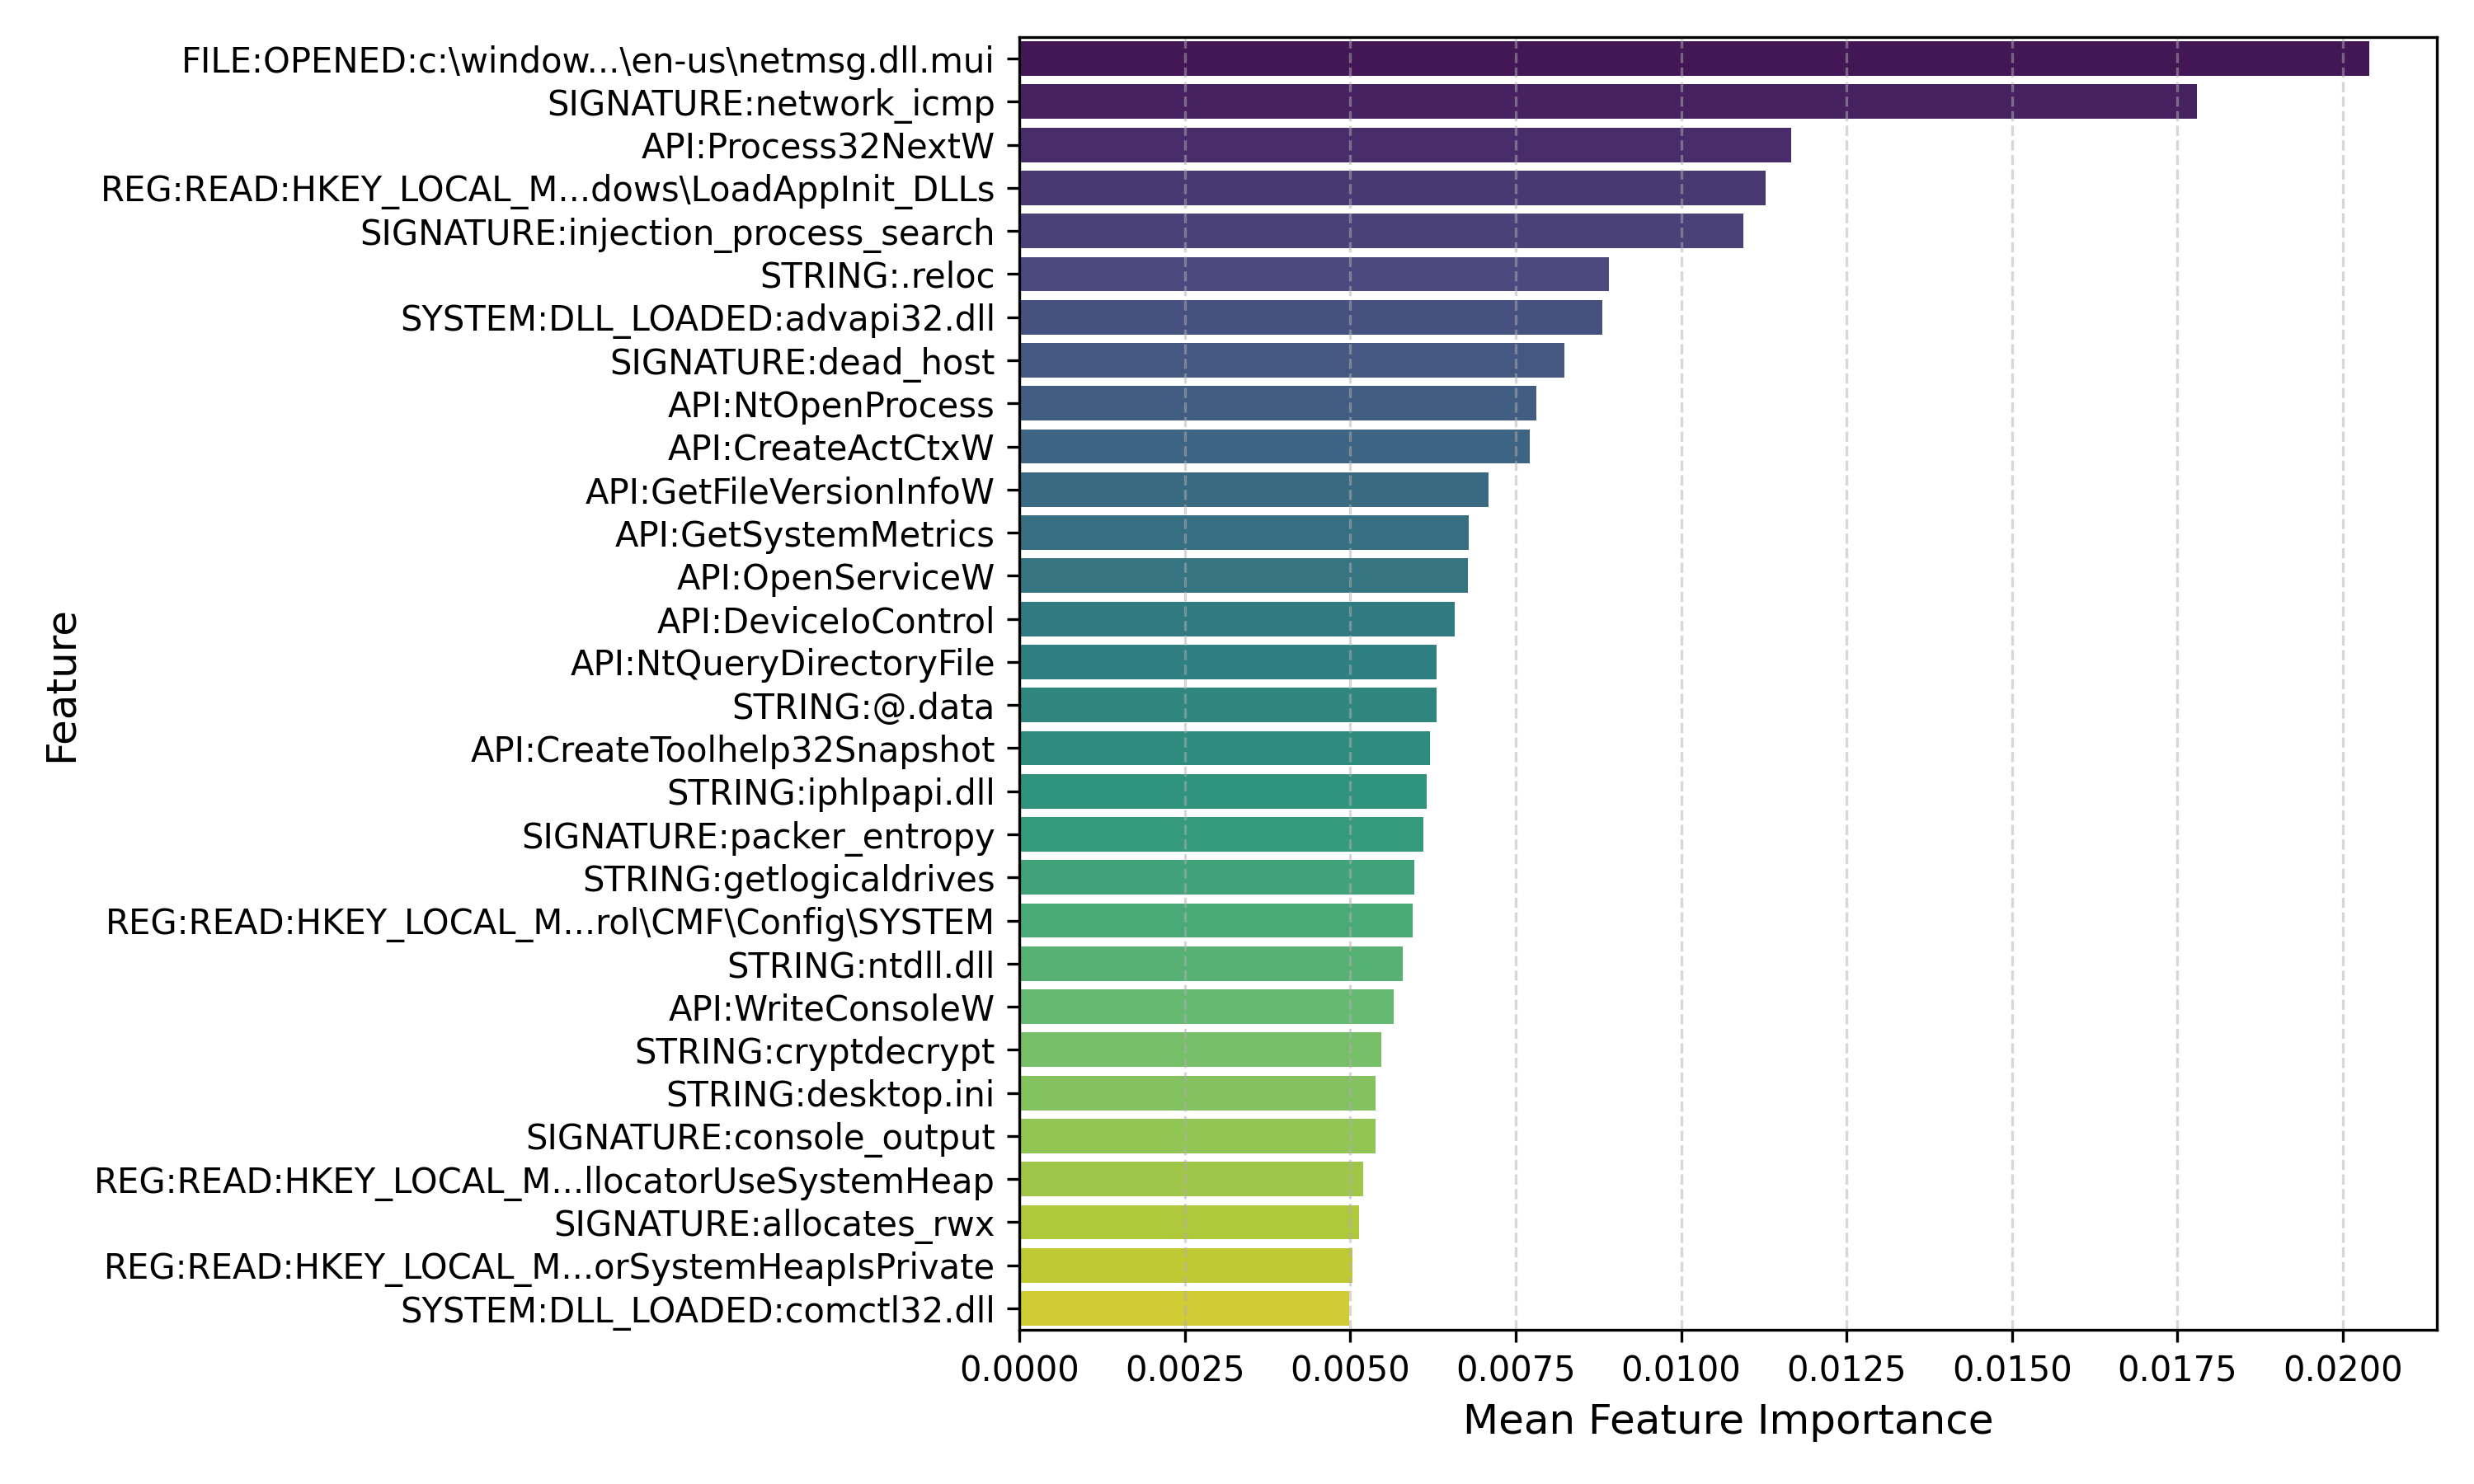 FILE:OPENED:c:\window...\en-us\netmsg.dll.mui
SIGNATURE:network_icmp
API:Process32NextW
REG:READ:HKEY_LOCAL_M...dows\LoadAppInit_DLLs
SIGNATURE:injection_process_search
STRING:.reloc
SYSTEM:DLL_LOADED:advapi32.dll
SIGNATURE:dead_host
API:NtOpenProcess
API:CreateActCtxW
API:GetFileVersionInfoW
API:GetSystemMetrics
API:OpenServiceW
API:DeviceIoControl
API:NtQueryDirectoryFile
STRING:@.data
API:CreateToolhelp32Snapshot
STRING:iphlpapi.dll
SIGNATURE:packer_entropy
STRING:getlogicaldrives
REG:READ:HKEY_LOCAL_M...rol\CMF\Config\SYSTEM
STRING:ntdll.dll
API:WriteConsoleW
STRING:cryptdecrypt
STRING:desktop.ini
SIGNATURE:console_output
REG:READ:HKEY_LOCAL_M...llocatorUseSystemHeap
SIGNATURE:allocates_rwx
REG:READ:HKEY_LOCAL_M...orSystemHeapIsPrivate
SYSTEM:DLL_LOADED:comctl32.dll
Feature
0.0000 0.0025 0.0050 0.0075 0.0100 0.0125 0.0150 0.0175 0.0200
Mean Feature Importance